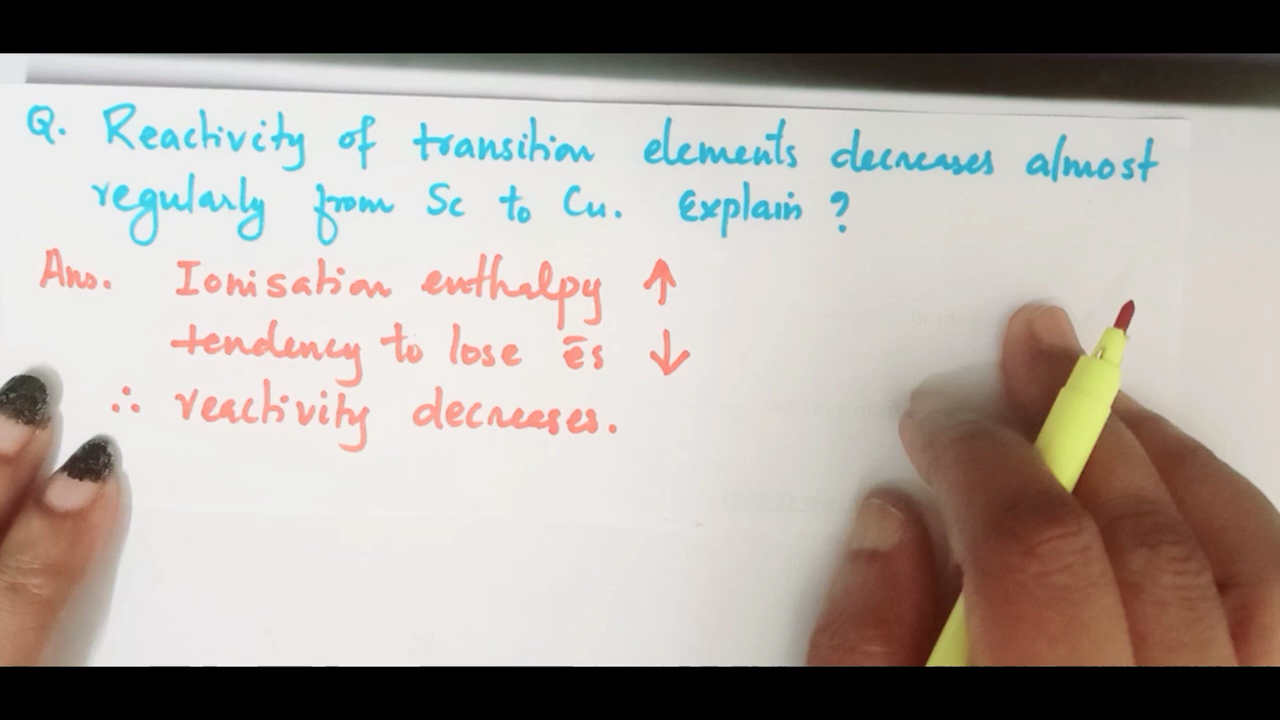 Q. Reactivity of transition elements decreases almost
regularly from Sc to Cu. Explain ?
Ans. Ionisation enthalpy ↑
tendency to lose ēs ↓
∴ reactivity decreases.